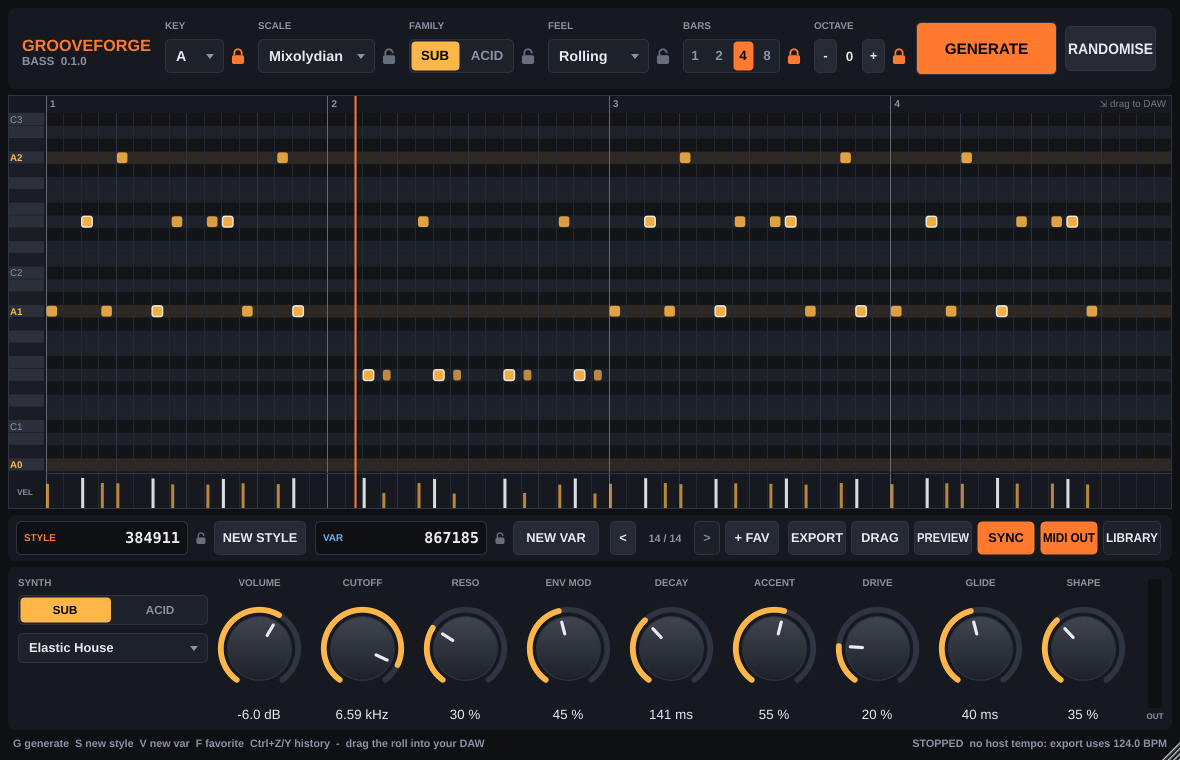 KEY SCALE FAMILY FEEL BARS OCTAVE
GROOVEFORGE
BASS 0.1.0
A Mixolydian SUB ACID Rolling 1 2 4 8 - 0 + GENERATE RANDOMISE
1 2 3 4 drag to DAW
C3
A2
C2
A1
C1
A0
VEL
STYLE 384911 NEW STYLE VAR 867185 NEW VAR < 14 / 14 > + FAV EXPORT DRAG PREVIEW SYNC MIDI OUT LIBRARY
SYNTH VOLUME CUTOFF RESO ENV MOD DECAY ACCENT DRIVE GLIDE SHAPE
SUB ACID
Elastic House
-6.0 dB 6.59 kHz 30 % 45 % 141 ms 55 % 20 % 40 ms 35 % OUT
G generate S new style V new var F favorite Ctrl+Z/Y history - drag the roll into your DAW STOPPED no host tempo: export uses 124.0 BPM